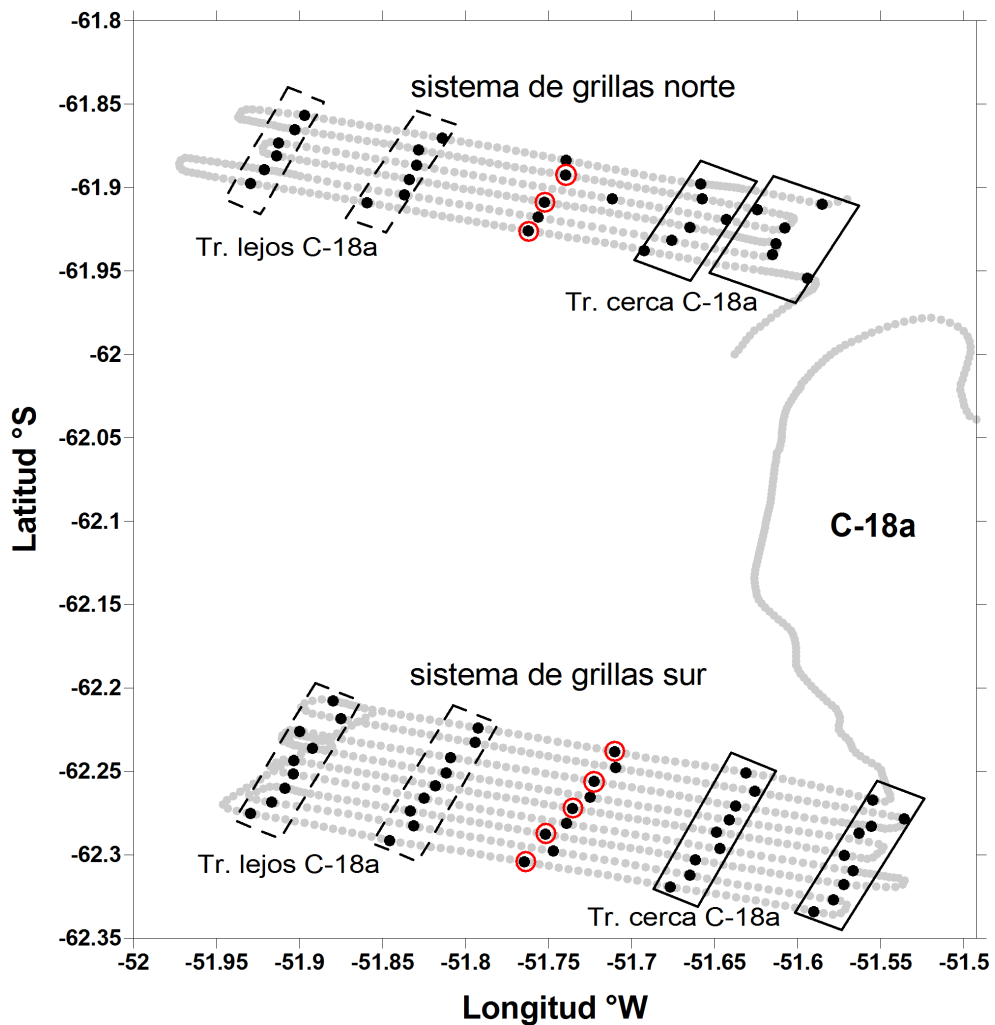 -61.8
-61.85
sistema de grillas norte
-61.9
Tr. lejos C-18a
-61.95
Tr. cerca C-18a
-62
-62.05
Latitud °S
-62.1
C-18a
-62.15
-62.2
sistema de grillas sur
-62.25
-62.3
Tr. lejos C-18a
Tr. cerca C-18a
-62.35
-52 -51.95 -51.9 -51.85 -51.8 -51.75 -51.7 -51.65 -51.6 -51.55 -51.5
Longitud °W